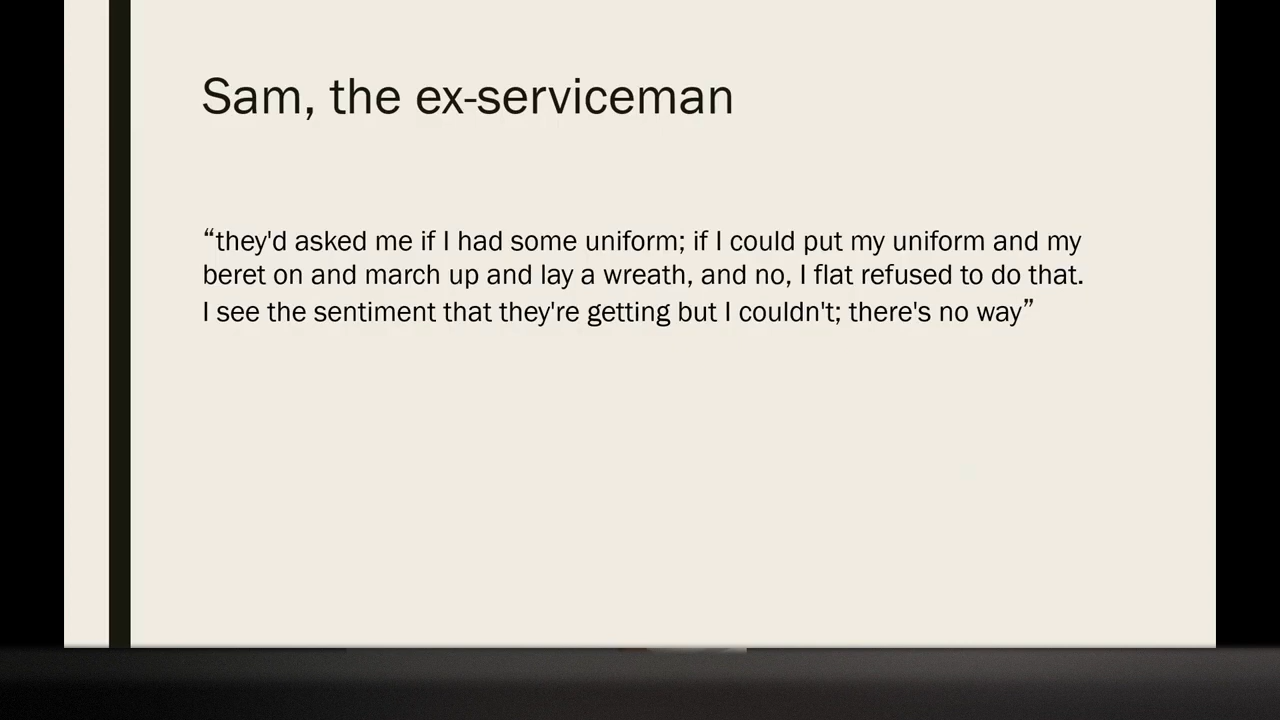 Sam, the ex-serviceman
“they'd asked me if I had some uniform; if I could put my uniform and my
beret on and march up and lay a wreath, and no, I flat refused to do that.
I see the sentiment that they're getting but I couldn't; there's no way”